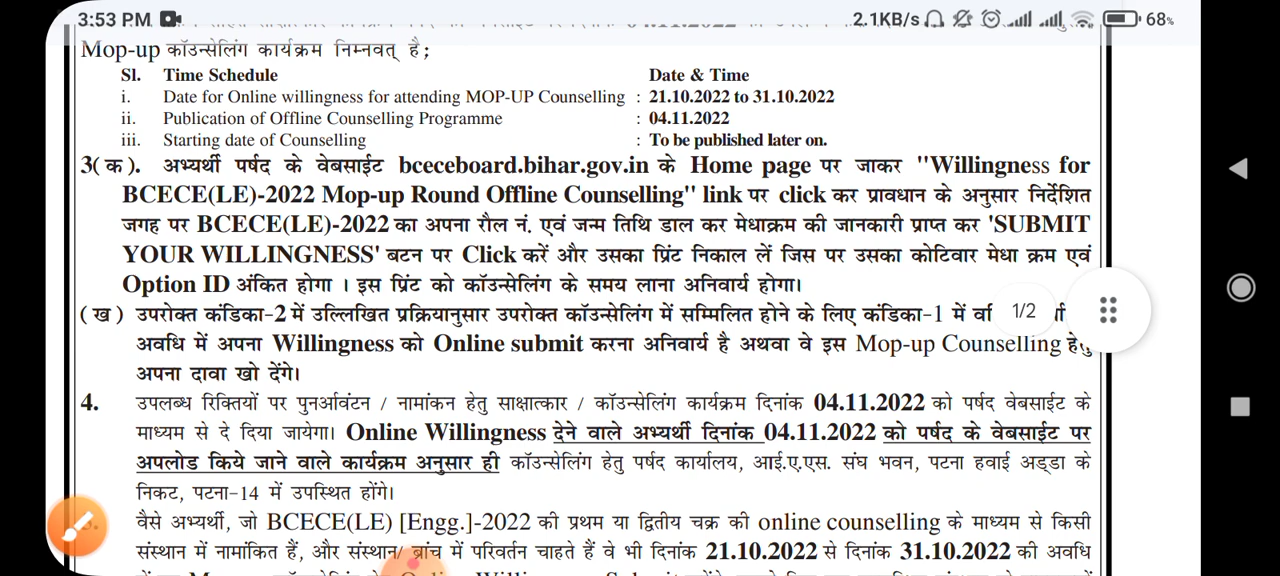 3:53 PM 2.1KB/s 68%
04.11.2022
Mop-up कॉउन्सेलिंग कार्यक्रम निम्नवत् है;
Sl. Time Schedule Date & Time
i. Date for Online willingness for attending MOP-UP Counselling : 21.10.2022 to 31.10.2022
ii. Publication of Offline Counselling Programme : 04.11.2022
iii. Starting date of Counselling : To be published later on.
3(क). अभ्यर्थी पर्षद के वेबसाईट bceceboard.bihar.gov.in के Home page पर जाकर "Willingness for
BCECE(LE)-2022 Mop-up Round Offline Counselling" link पर click कर प्रावधान के अनुसार निर्देशित
जगह पर BCECE(LE)-2022 का अपना रौल नं. एवं जन्म तिथि डाल कर मेधाक्रम की जानकारी प्राप्त कर 'SUBMIT
YOUR WILLINGNESS' बटन पर Click करें और उसका प्रिंट निकाल लें जिस पर उसका कोटिवार मेधा क्रम एवं
Option ID अंकित होगा । इस प्रिंट को कॉउन्सेलिंग के समय लाना अनिवार्य होगा।
(ख) उपरोक्त कंडिका-2 में उल्लिखित प्रक्रियानुसार उपरोक्त कॉउन्सेलिंग में सम्मिलित होने के लिए कंडिका-1 में 1/2
अवधि में अपना Willingness को Online submit करना अनिवार्य है अथवा वे इस Mop-up Counselling हेतु
अपना दावा खो देंगे।
4. उपलब्ध रिक्तियों पर पुनर्आवंटन / नामांकन हेतु साक्षात्कार / कॉउन्सेलिंग कार्यक्रम दिनांक 04.11.2022 को पर्षद वेबसाईट के
माध्यम से दे दिया जायेगा। Online Willingness देने वाले अभ्यर्थी दिनांक 04.11.2022 को पर्षद के वेबसाईट पर
अपलोड किये जाने वाले कार्यक्रम अनुसार ही कॉउन्सेलिंग हेतु पर्षद कार्यालय, आई.ए.एस. संघ भवन, पटना हवाई अड्डा के
निकट, पटना-14 में उपस्थित होंगे।
वैसे अभ्यर्थी, जो BCECE(LE) [Engg.]-2022 की प्रथम या द्वितीय चक्र की online counselling के माध्यम से किसी
संस्थान में नामांकित हैं, और संस्थान/ ब्रांच में परिवर्तन चाहते हैं वे भी दिनांक 21.10.2022 से दिनांक 31.10.2022 की अवधि